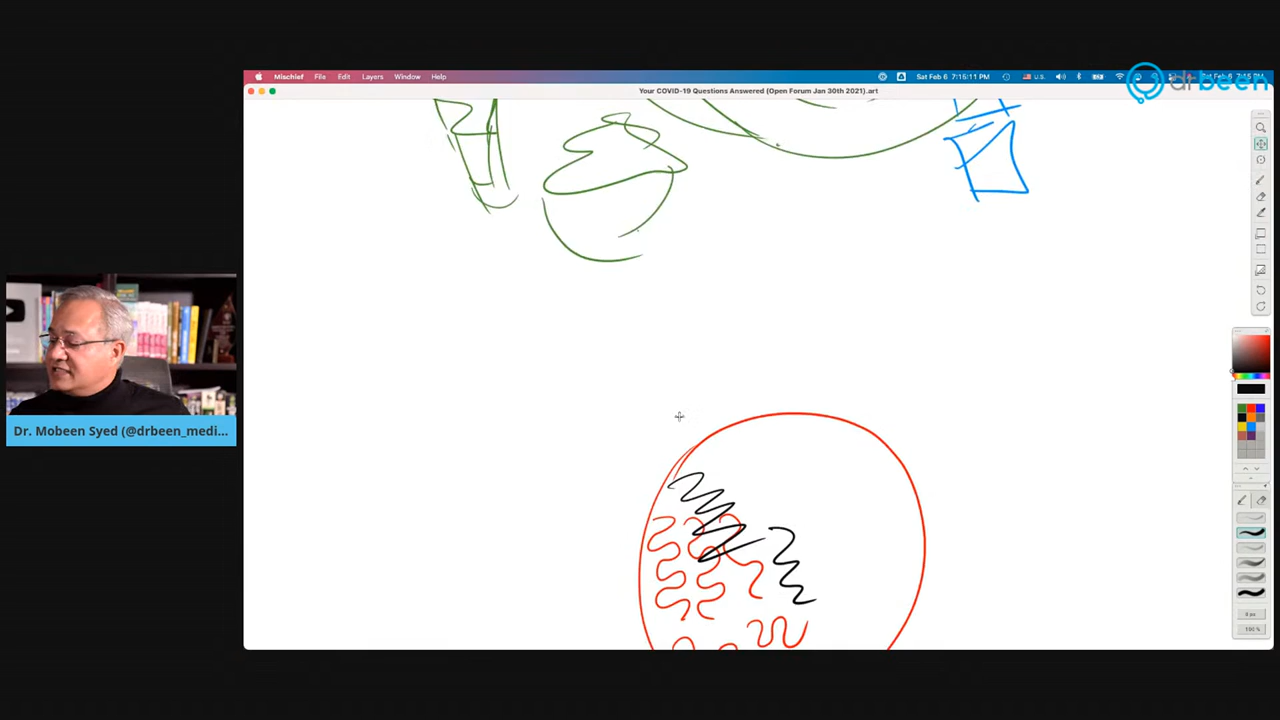 Mischief File Edit Layers Window Help
U.S.
Sat Feb 6 7:15:11 PM
drbeen
Your COVID-19 Questions Answered (Open Forum Jan 30th 2021).art
Dr. Mobeen Syed (@drbeen_medi...